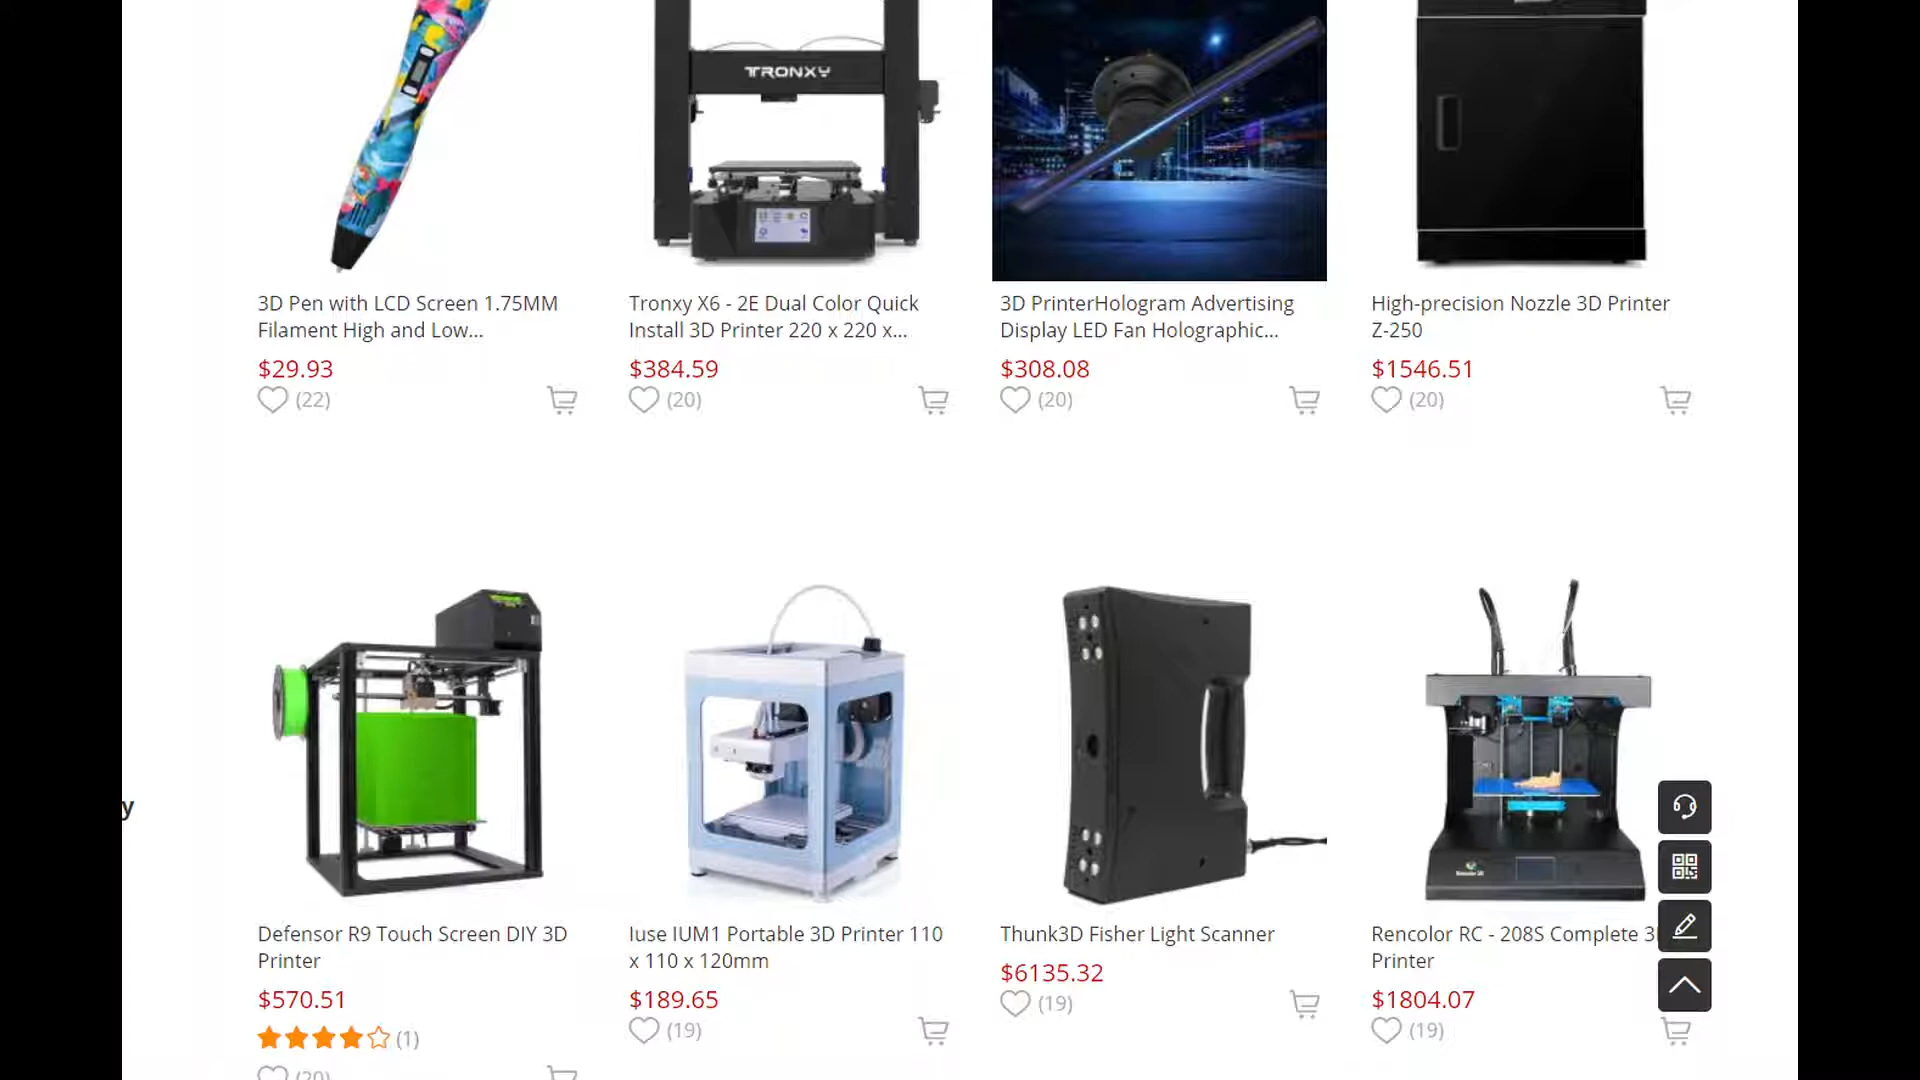 TRONXY
3D Pen with LCD Screen 1.75MM
Filament High and Low...
$29.93
(22)
Tronxy X6 - 2E Dual Color Quick
Install 3D Printer 220 x 220 x...
$384.59
(20)
3D PrinterHologram Advertising
Display LED Fan Holographic...
$308.08
(20)
High-precision Nozzle 3D Printer
Z-250
$1546.51
(20)
y
Defensor R9 Touch Screen DIY 3D
Printer
$570.51
(1)
(20)
Iuse IUM1 Portable 3D Printer 110
x 110 x 120mm
$189.65
(19)
Thunk3D Fisher Light Scanner
$6135.32
(19)
Rencolor RC - 208S Complete 3
Printer
$1804.07
(19)